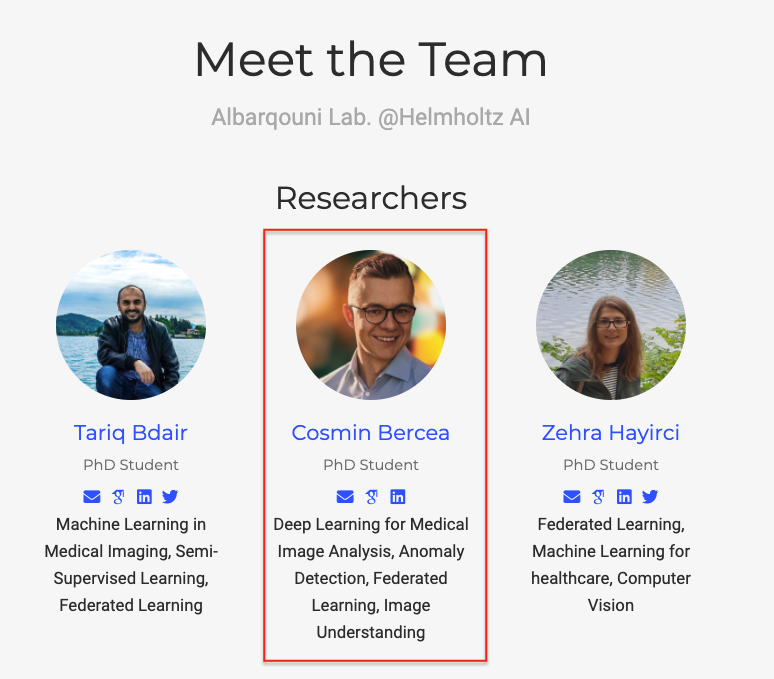 Meet the Team
Albarqouni Lab. @Helmholtz AI
Researchers
Tariq Bdair
PhD Student
Machine Learning in
Medical Imaging, Semi-
Supervised Learning,
Federated Learning
Cosmin Bercea
PhD Student
Deep Learning for Medical
Image Analysis, Anomaly
Detection, Federated
Learning, Image
Understanding
Zehra Hayirci
PhD Student
Federated Learning,
Machine Learning for
healthcare, Computer
Vision